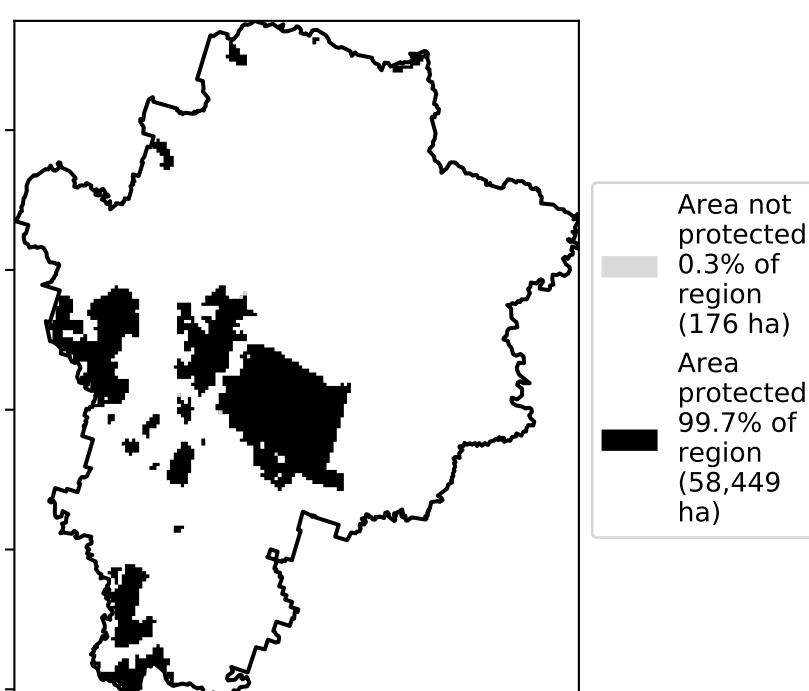 Area not
protected
0.3% of
region
(176 ha)
Area
protected
99.7% of
region
(58,449
ha)